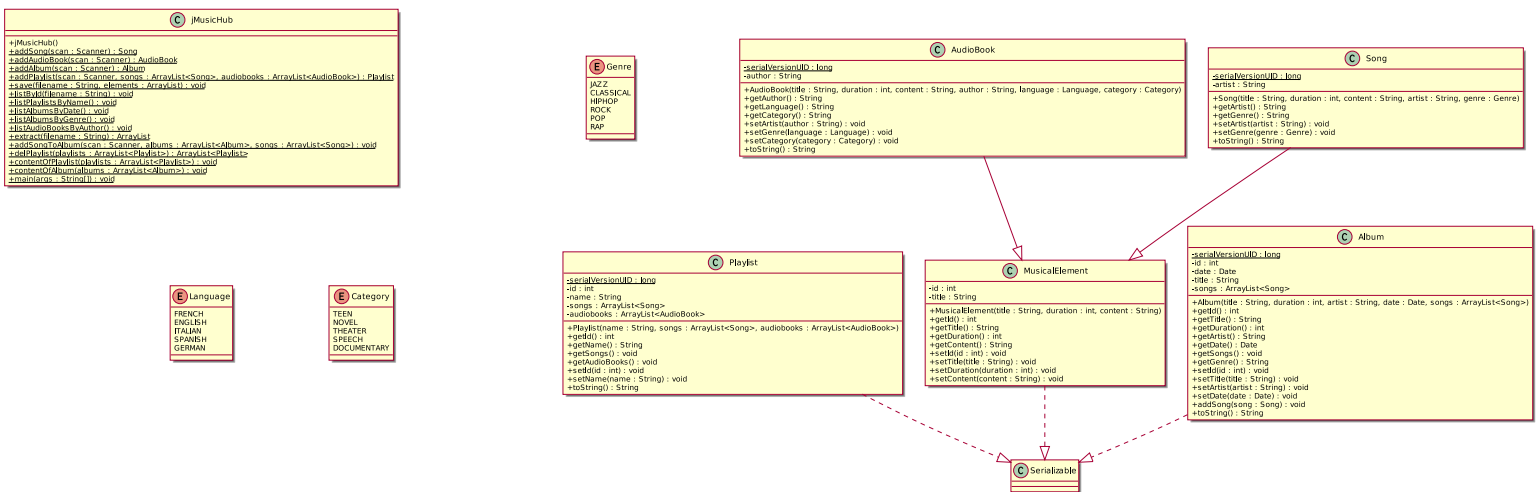 C jMusicHub
+jMusicHub()
+addSong(scan : Scanner) : Song
+addAudioBook(scan : Scanner) : AudioBook
+addAlbum(scan : Scanner) : Album
+addPlaylist(scan : Scanner, songs : ArrayList<Song>, audiobooks : ArrayList<AudioBook>) : Playlist
+save(filename : String, elements : ArrayList) : void
+listById(filename : String) : void
+listPlaylistsByName() : void
+listAlbumsByDate() : void
+listAlbumsByGenre() : void
+listAudioBooksByAuthor() : void
+extract(filename : String) : ArrayList
+addSongToAlbum(scan : Scanner, albums : ArrayList<Album>, songs : ArrayList<Song>) : void
+delPlaylist(playlists : ArrayList<Playlist>) : ArrayList<Playlist>
+contentOfPlaylist(playlists : ArrayList<Playlist>) : void
+contentOfAlbum(albums : ArrayList<Album>) : void
+main(args : String[]) : void
E Genre
JAZZ
CLASSICAL
HIPHOP
ROCK
POP
RAP
C AudioBook
-serialVersionUID : long
-author : String
+AudioBook(title : String, duration : int, content : String, author : String, language : Language, category : Category)
+getAuthor() : String
+getLanguage() : String
+getCategory() : String
+setArtist(author : String) : void
+setGenre(language : Language) : void
+setCategory(category : Category) : void
+toString() : String
C Song
-serialVersionUID : long
-artist : String
+Song(title : String, duration : int, content : String, artist : String, genre : Genre)
+getArtist() : String
+getGenre() : String
+setArtist(artist : String) : void
+setGenre(genre : Genre) : void
+toString() : String
E Language
FRENCH
ENGLISH
ITALIAN
SPANISH
GERMAN
E Category
TEEN
NOVEL
THEATER
SPEECH
DOCUMENTARY
C Playlist
-serialVersionUID : long
-id : int
-name : String
-songs : ArrayList<Song>
-audiobooks : ArrayList<AudioBook>
+Playlist(name : String, songs : ArrayList<Song>, audiobooks : ArrayList<AudioBook>)
+getId() : int
+getName() : String
+getSongs() : void
+getAudioBooks() : void
+setId(id : int) : void
+setName(name : String) : void
+toString() : String
C MusicalElement
-id : int
-title : String
+MusicalElement(title : String, duration : int, content : String)
+getId() : int
+getTitle() : String
+getDuration() : int
+getContent() : String
+setId(id : int) : void
+setTitle(title : String) : void
+setDuration(duration : int) : void
+setContent(content : String) : void
C Album
-serialVersionUID : long
-id : int
-date : Date
-title : String
-songs : ArrayList<Song>
+Album(title : String, duration : int, artist : String, date : Date, songs : ArrayList<Song>)
+getId() : int
+getTitle() : String
+getDuration() : int
+getArtist() : String
+getDate() : Date
+getSongs() : void
+getGenre() : String
+setId(id : int) : void
+setTitle(title : String) : void
+setArtist(artist : String) : void
+setDate(date : Date) : void
+addSong(song : Song) : void
+toString() : String
C Serializable